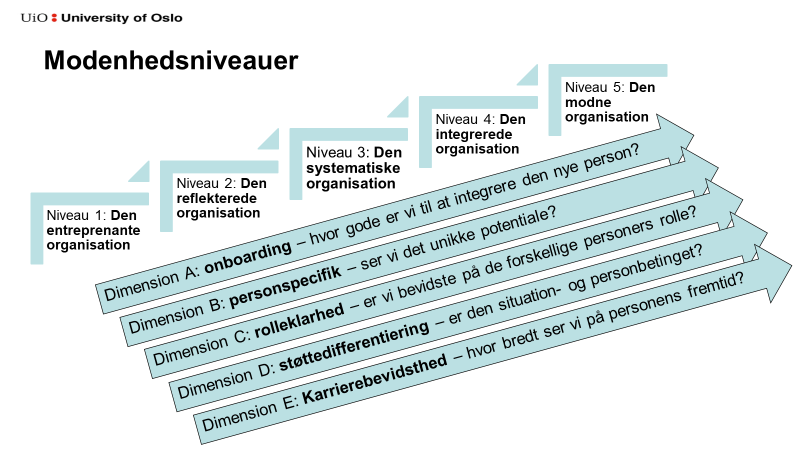 UiO University of Oslo
Modenhedsniveauer
Niveau 1: Den
entreprenante
organisation
Niveau 2: Den
reflekterede
organisation
Niveau 3: Den
systematiske
organisation
Niveau 4: Den
integrerede
organisation
Niveau 5: Den
modne
organisation
Dimension A: onboarding – hvor gode er vi til at integrere den nye person?
Dimension B: personspecifik – ser vi det unikke potentiale?
Dimension C: rolleklarhed – er vi bevidste på de forskellige personers rolle?
Dimension D: støttedifferentiering – er den situation- og personbetinget?
Dimension E: Karrierebevidsthed – hvor bredt ser vi på personens fremtid?